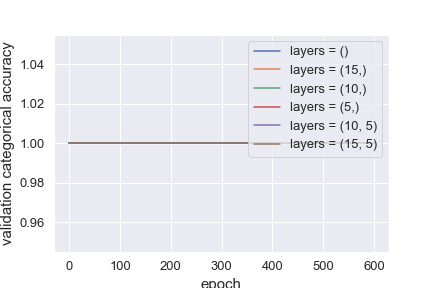 validation categorical accuracy
1.04
1.02
1.00
0.98
0.96
layers = ()
layers = (15,)
layers = (10,)
layers = (5,)
layers = (10, 5)
layers = (15, 5)
0 100 200 300 400 500 600
epoch